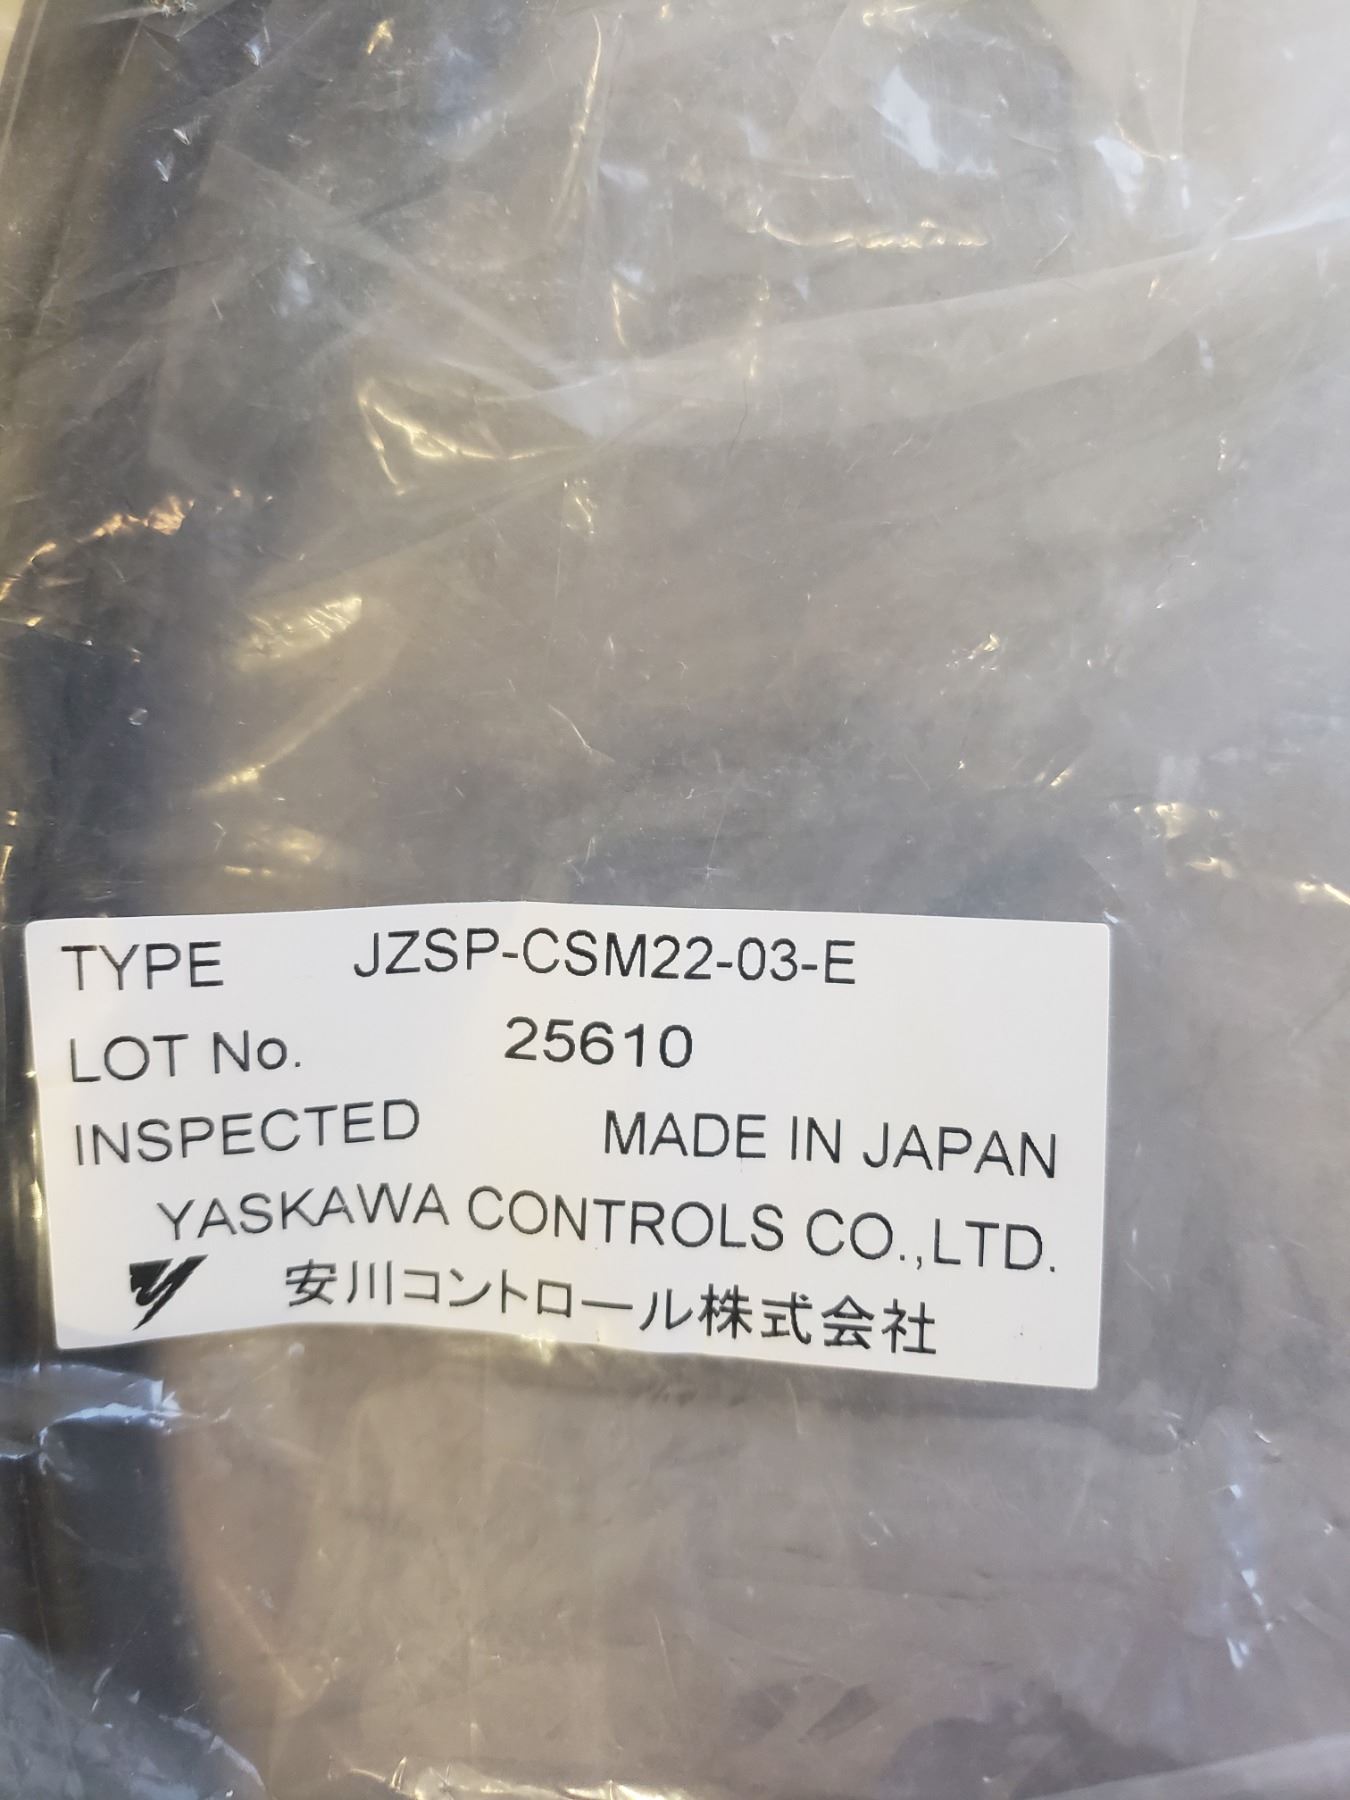 TYPE JZSP-CSM22-03-E
LOT No. 25610
INSPECTED MADE IN JAPAN
YASKAWA CONTROLS CO.,LTD.
安川コントロール株式会社